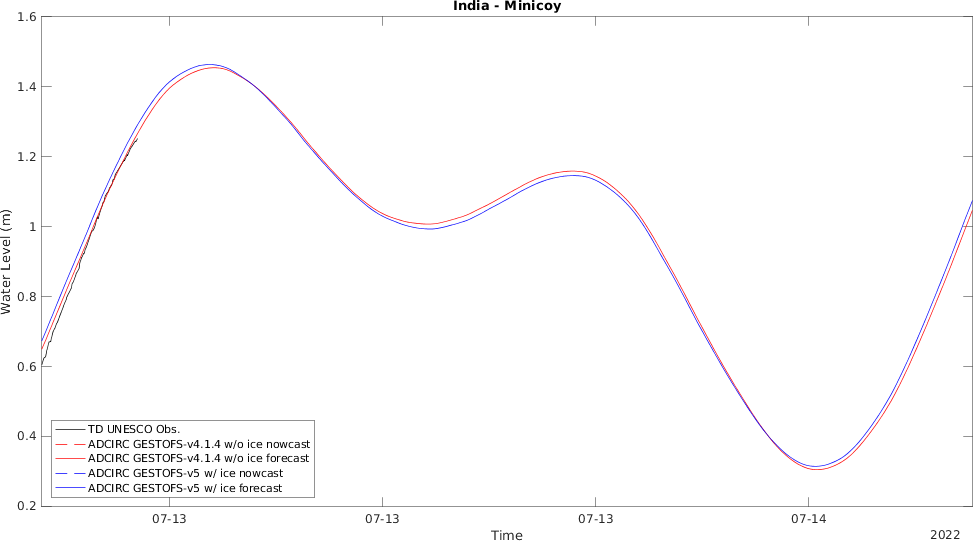 India - Minicoy
1.6
1.4
1.2
1
0.8
0.6
0.4
0.2
Water Level (m)
TD UNESCO Obs.
ADCIRC GESTOFS-v4.1.4 w/o ice nowcast
ADCIRC GESTOFS-v4.1.4 w/o ice forecast
ADCIRC GESTOFS-v5 w/ ice nowcast
ADCIRC GESTOFS-v5 w/ ice forecast
07-13 07-13 07-13 07-14
Time
2022